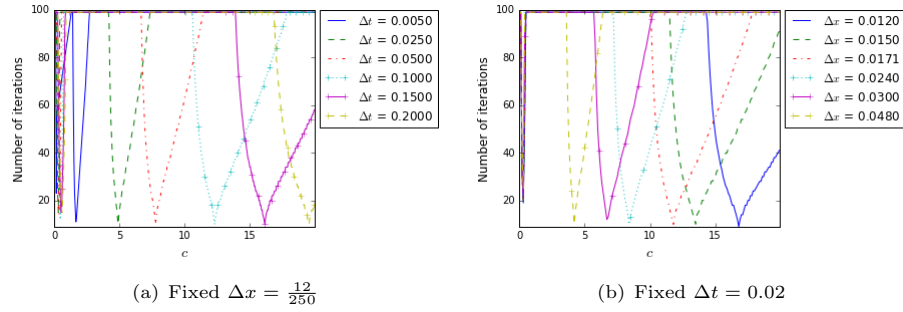 Number of iterations
100
80
60
40
20
0
5
10
15
c
Δt = 0.0050
Δt = 0.0250
Δt = 0.0500
Δt = 0.1000
Δt = 0.1500
Δt = 0.2000
(a) Fixed Δx = 12/250
Number of iterations
100
80
60
40
20
0
5
10
15
c
Δx = 0.0120
Δx = 0.0150
Δx = 0.0171
Δx = 0.0240
Δx = 0.0300
Δx = 0.0480
(b) Fixed Δt = 0.02